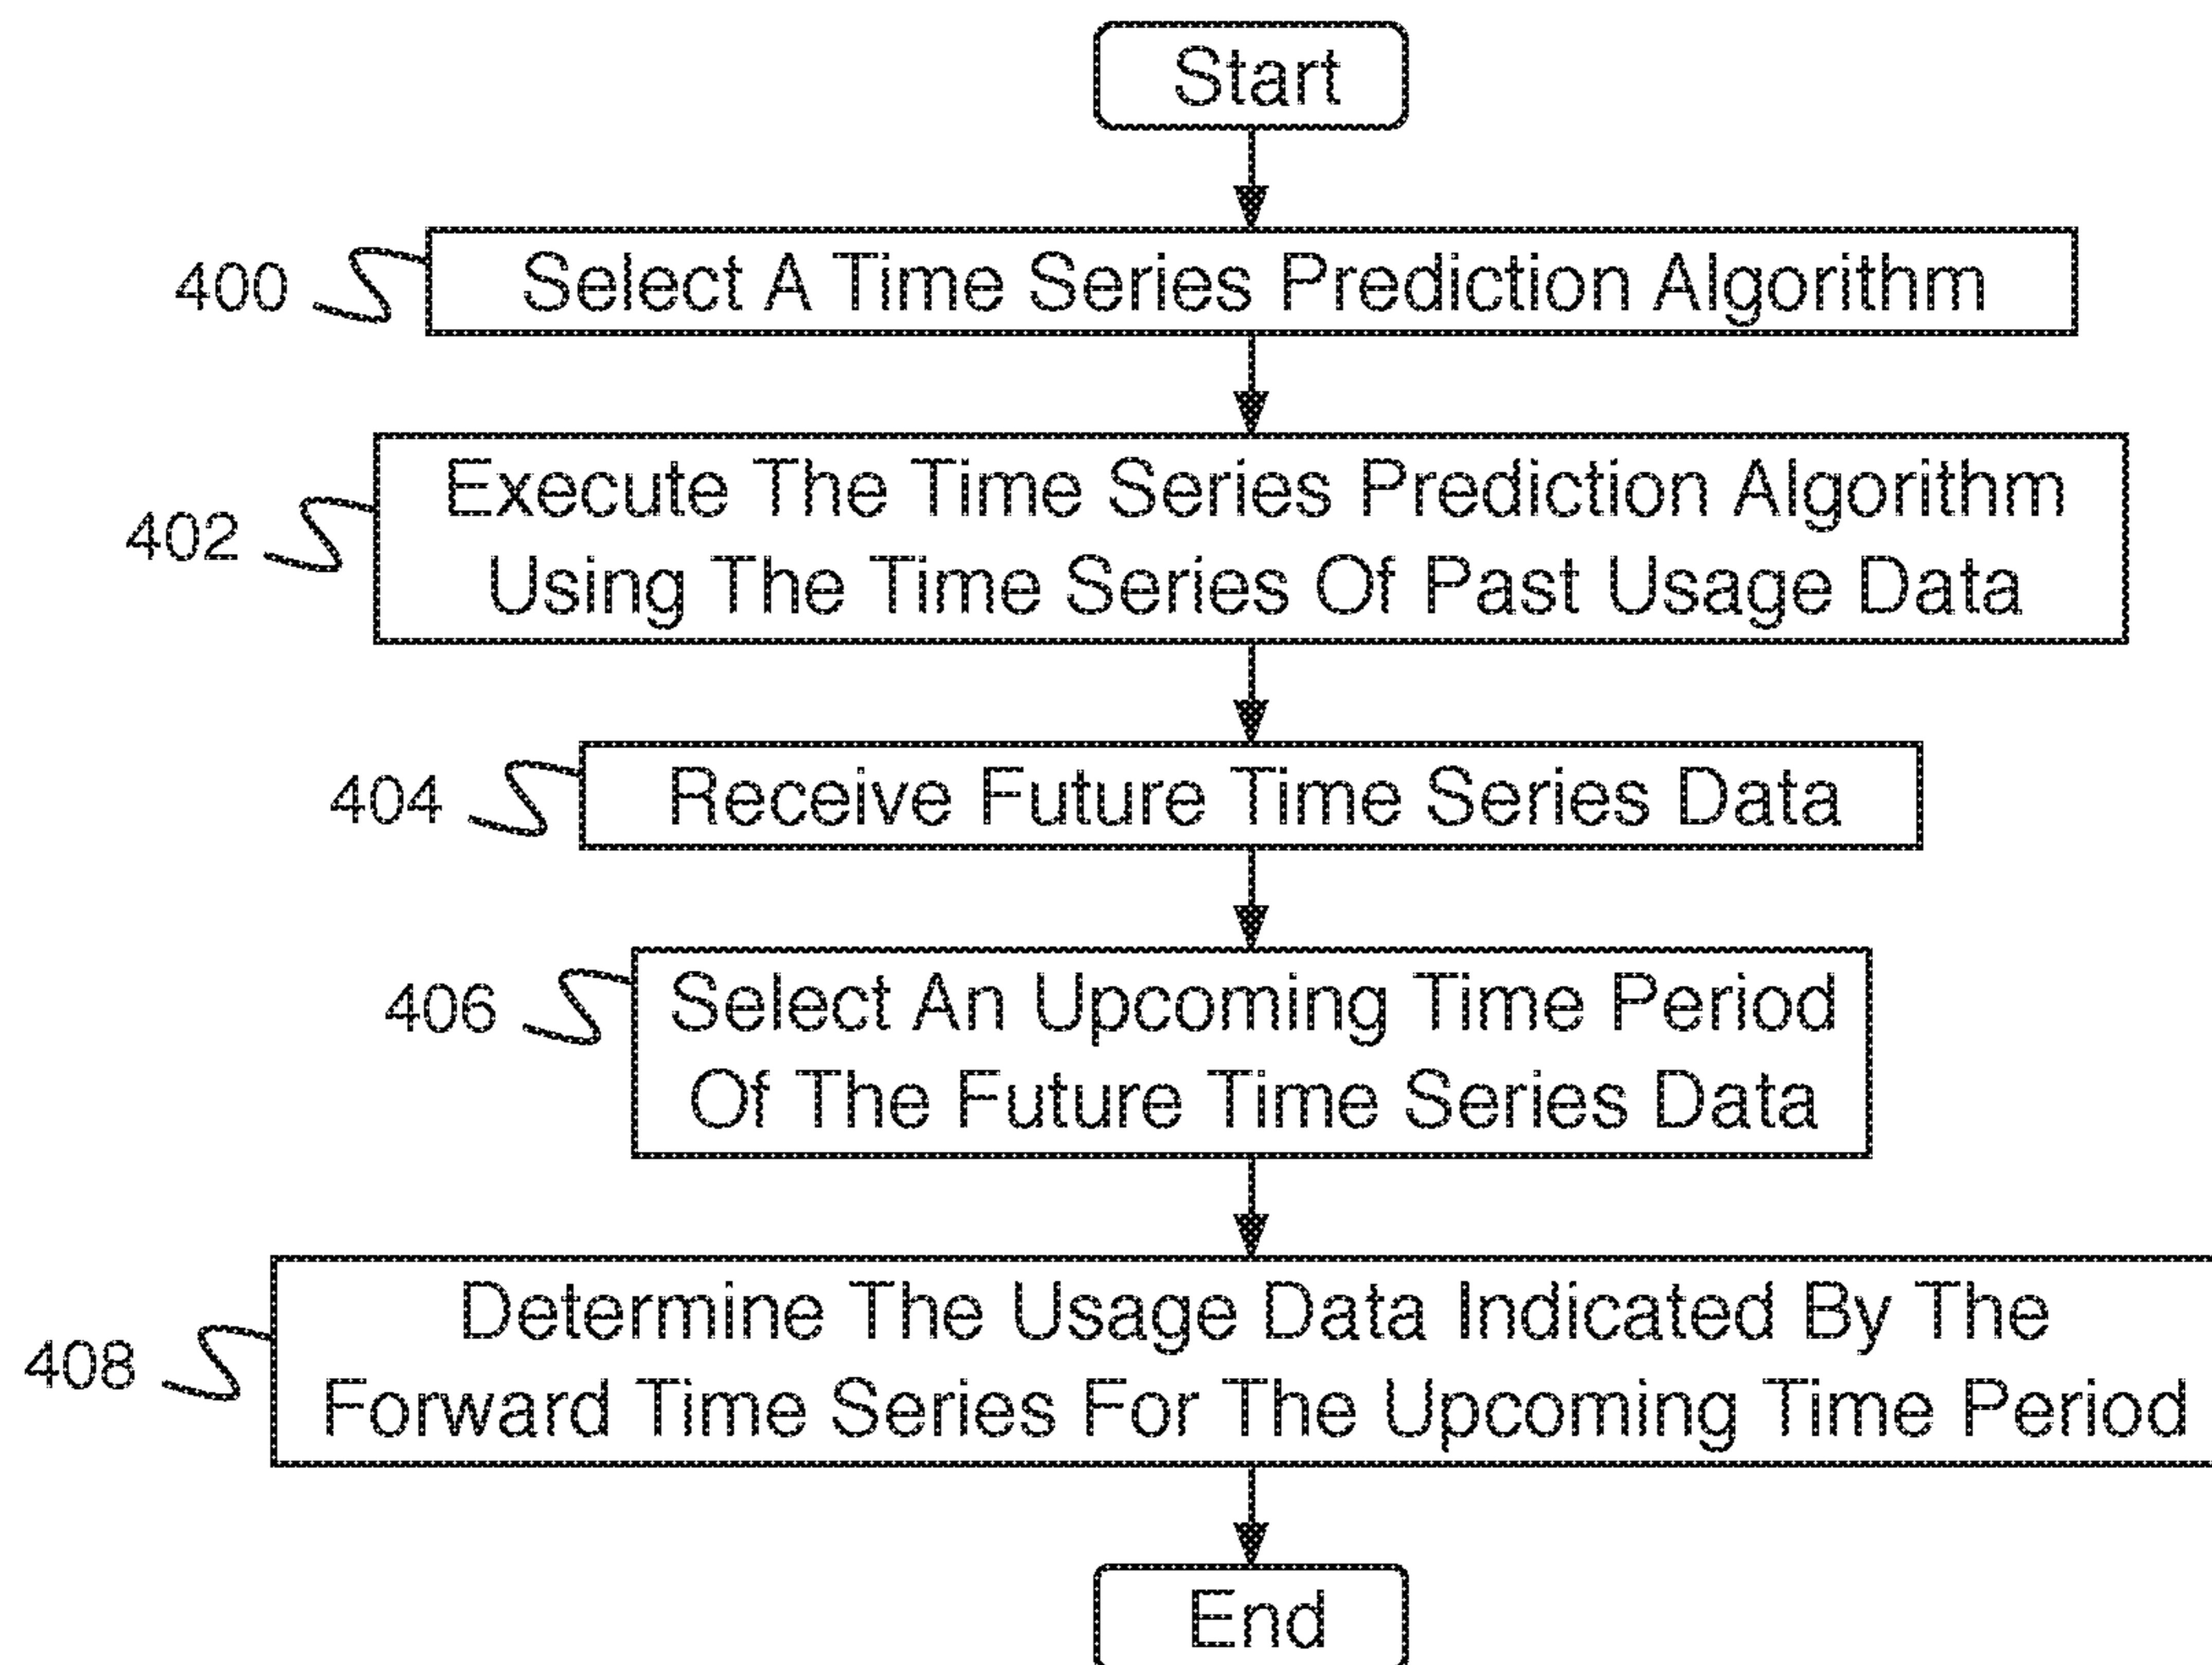 Start
400
Select A Time Series Prediction Algorithm
402
Execute The Time Series Prediction Algorithm
Using The Time Series Of Past Usage Data
404
Receive Future Time Series Data
406
Select An Upcoming Time Period
Of The Future Time Series Data
408
Determine The Usage Data Indicated By The
Forward Time Series For The Upcoming Time Period
End